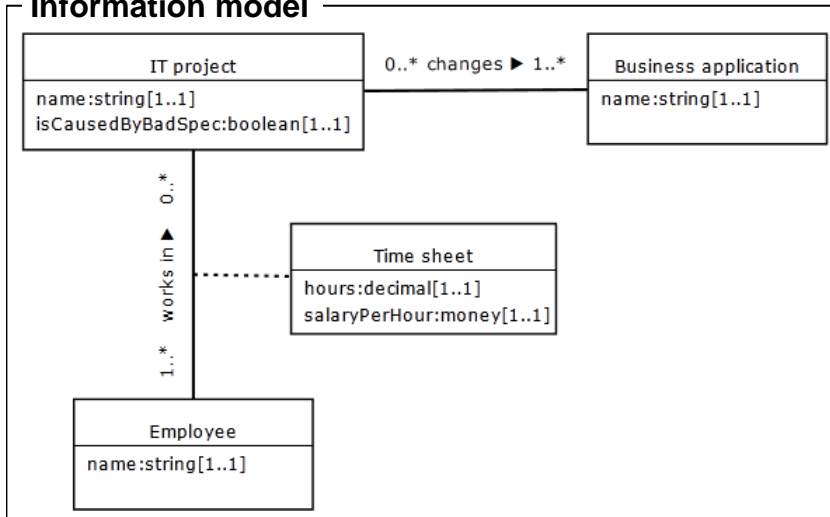 Information model
IT project
name:string[1..1]
isCausedByBadSpec:boolean[1..1]
0..* changes ▶ 1..*
Business application
name:string[1..1]
1..* works in ▶ 0..*
Time sheet
hours:decimal[1..1]
salaryPerHour:money[1..1]
Employee
name:string[1..1]